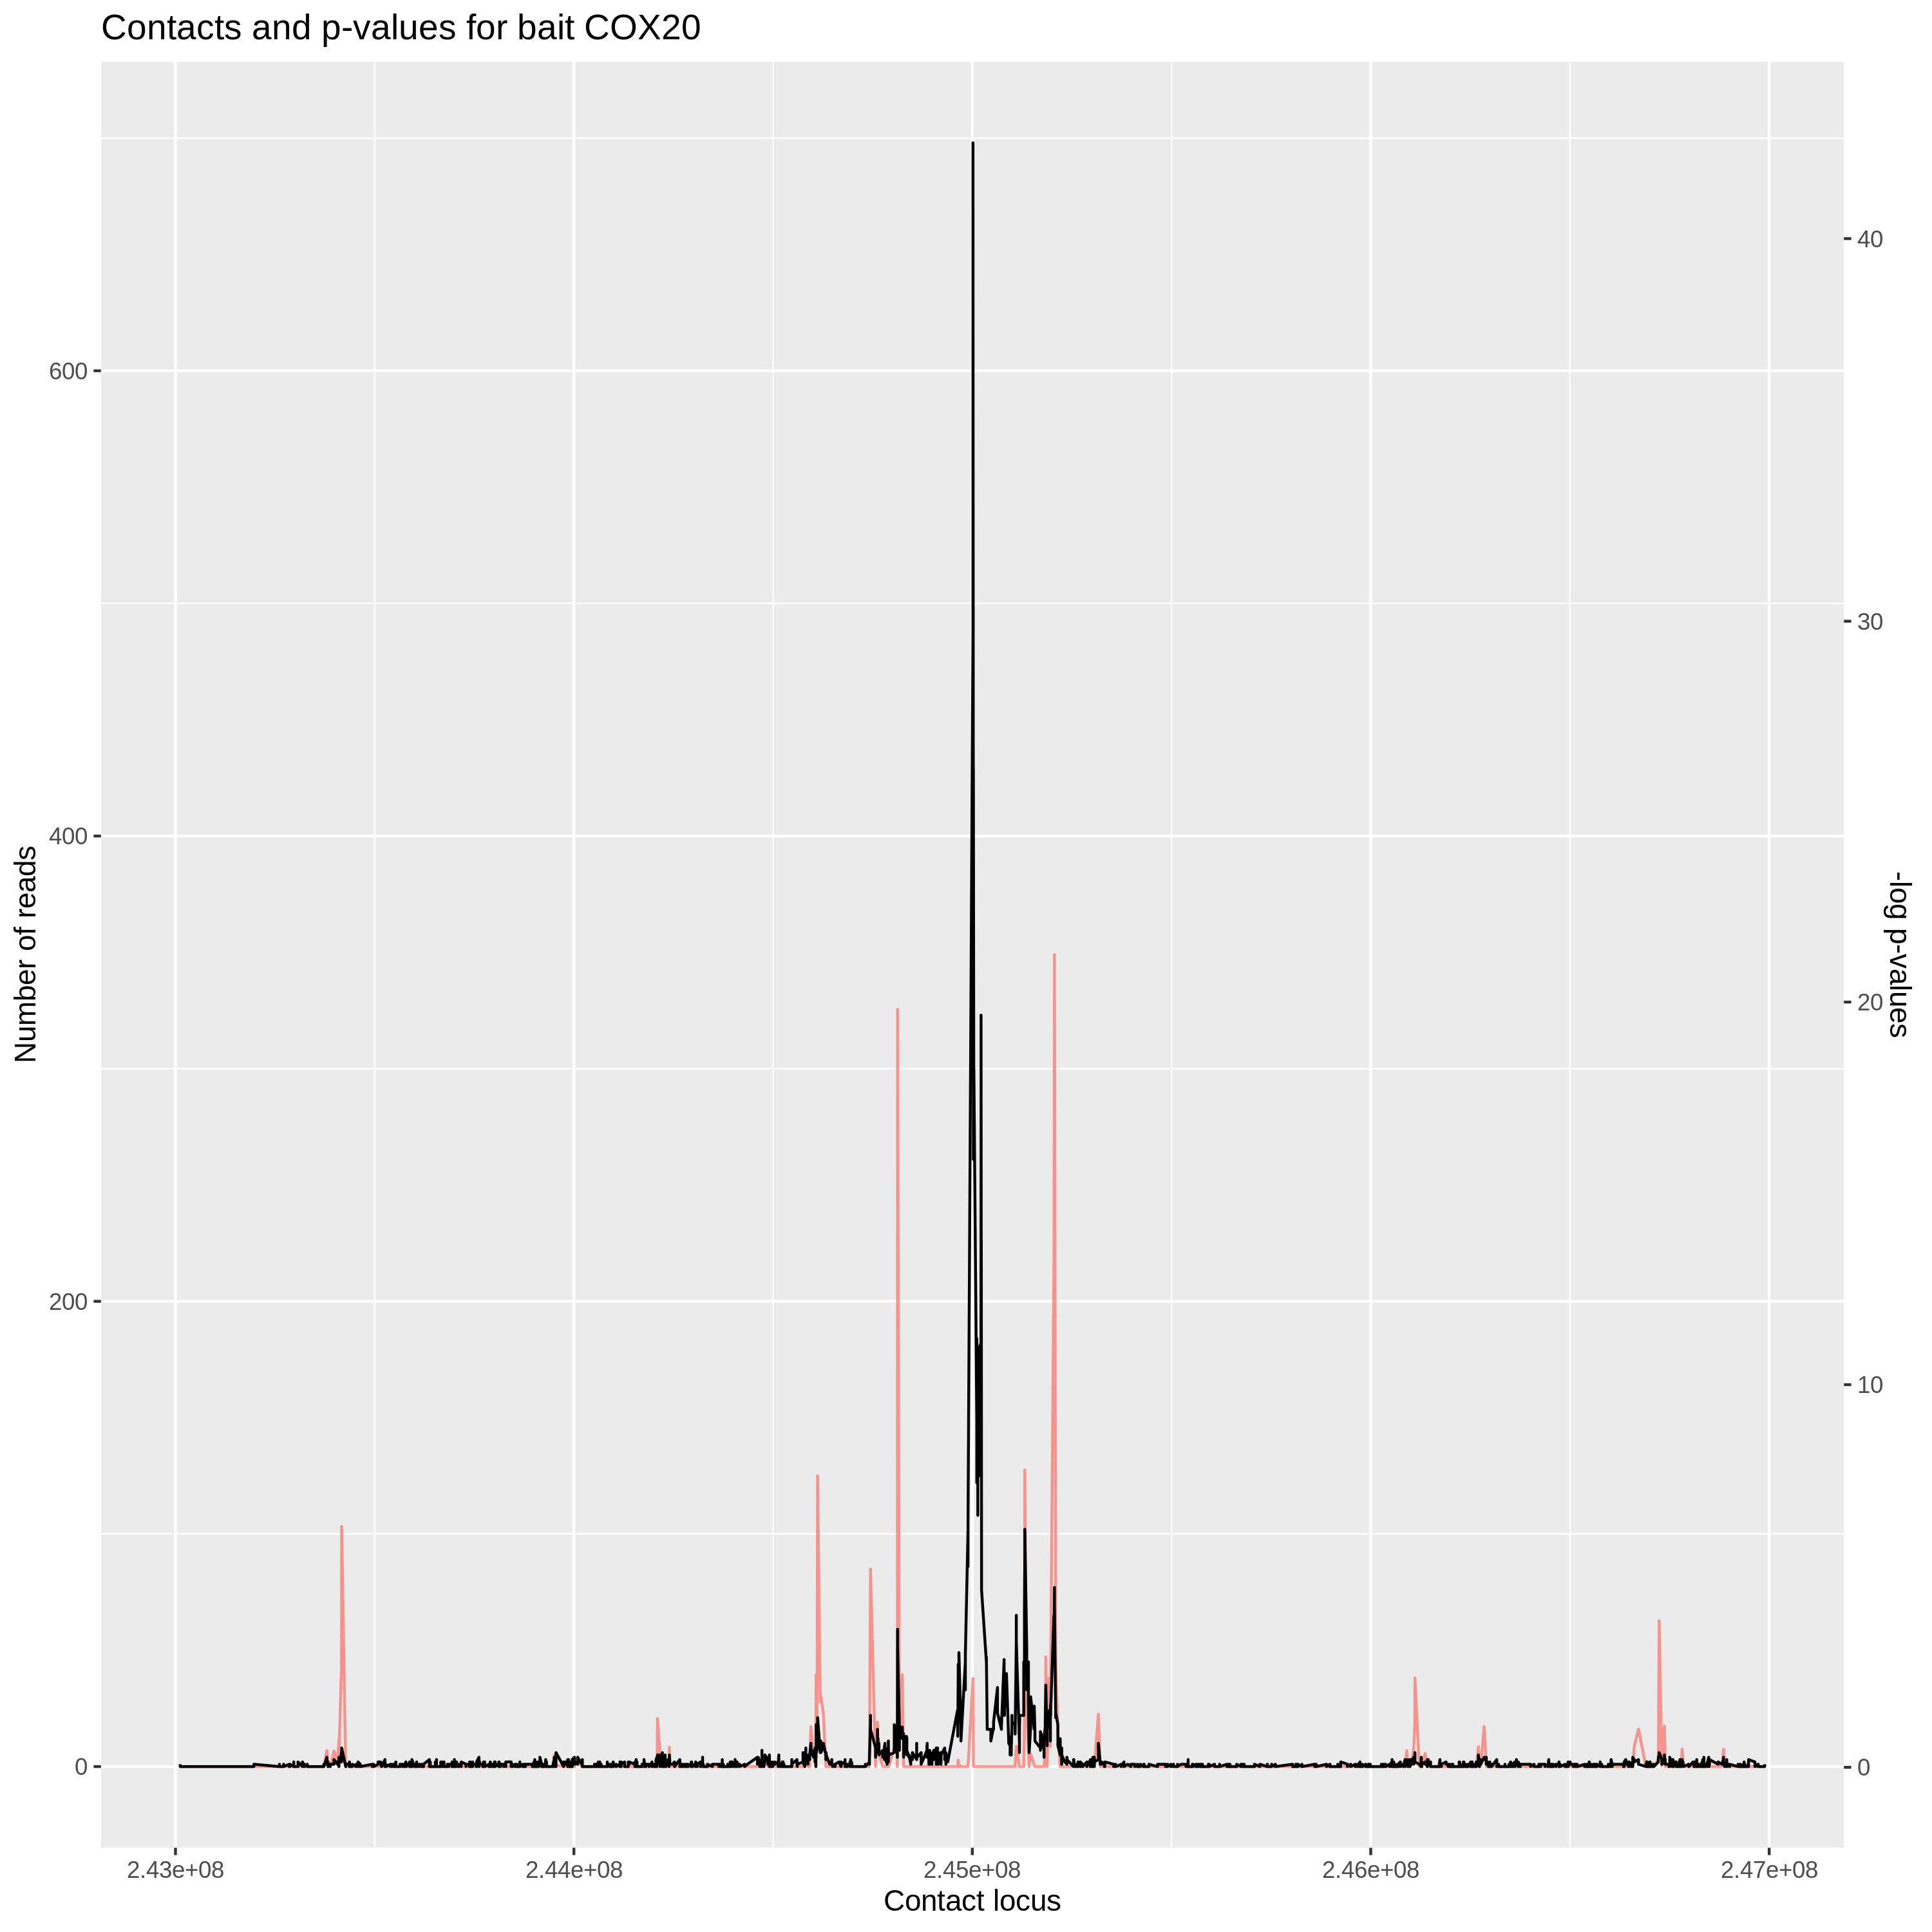 Contacts and p-values for bait COX20
Number of reads
600
400
200
0
40
30
20
10
0
-log p-values
2.43e+08
2.44e+08
2.45e+08
2.46e+08
2.47e+08
Contact locus